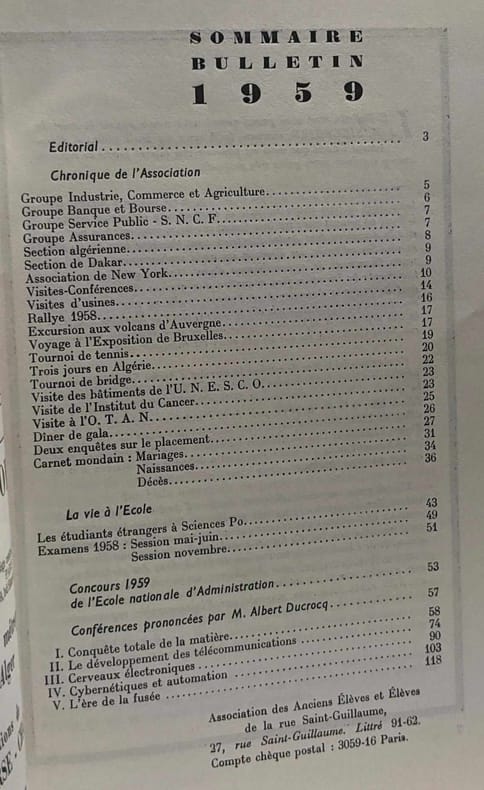 SOMMAIRE
BULLETIN
1959
Editorial 3
Chronique de l'Association
Groupe Industrie, Commerce et Agriculture 5
Groupe Banque et Bourse 6
Groupe Service Public - S. N. C. F. 7
Groupe Assurances 7
Section algérienne 8
Section de Dakar 9
Association de New York 9
Visites-Conférences 10
Visites d'usines 14
Rallye 1958 16
Excursion aux volcans d'Auvergne 17
Voyage à l'Exposition de Bruxelles 17
Tournoi de tennis 19
Trois jours en Algérie 20
Tournoi de bridge 22
Visite des bâtiments de l'U. N. E. S. C. O. 23
Visite de l'Institut du Cancer 23
Visite à l'O. T. A. N. 25
Dîner de gala 26
Deux enquêtes sur le placement 27
Carnet mondain : Mariages 31
Naissances 34
Décès 36
La vie à l'Ecole
Les étudiants étrangers à Sciences Po 43
Examens 1958 : Session mai-juin 49
Session novembre 51
Concours 1959
de l'Ecole nationale d'Administration 53
Conférences prononcées par M. Albert Ducrocq 57
I. Conquête totale de la matière 58
II. Le développement des télécommunications 74
III. Cerveaux électroniques 90
IV. Cybernétiques et automation 103
V. L'ère de la fusée 118
Association des Anciens Élèves et Élèves
de la rue Saint-Guillaume,
27, rue Saint-Guillaume. Littré 91-62.
Compte chèque postal : 3059-16 Paris.